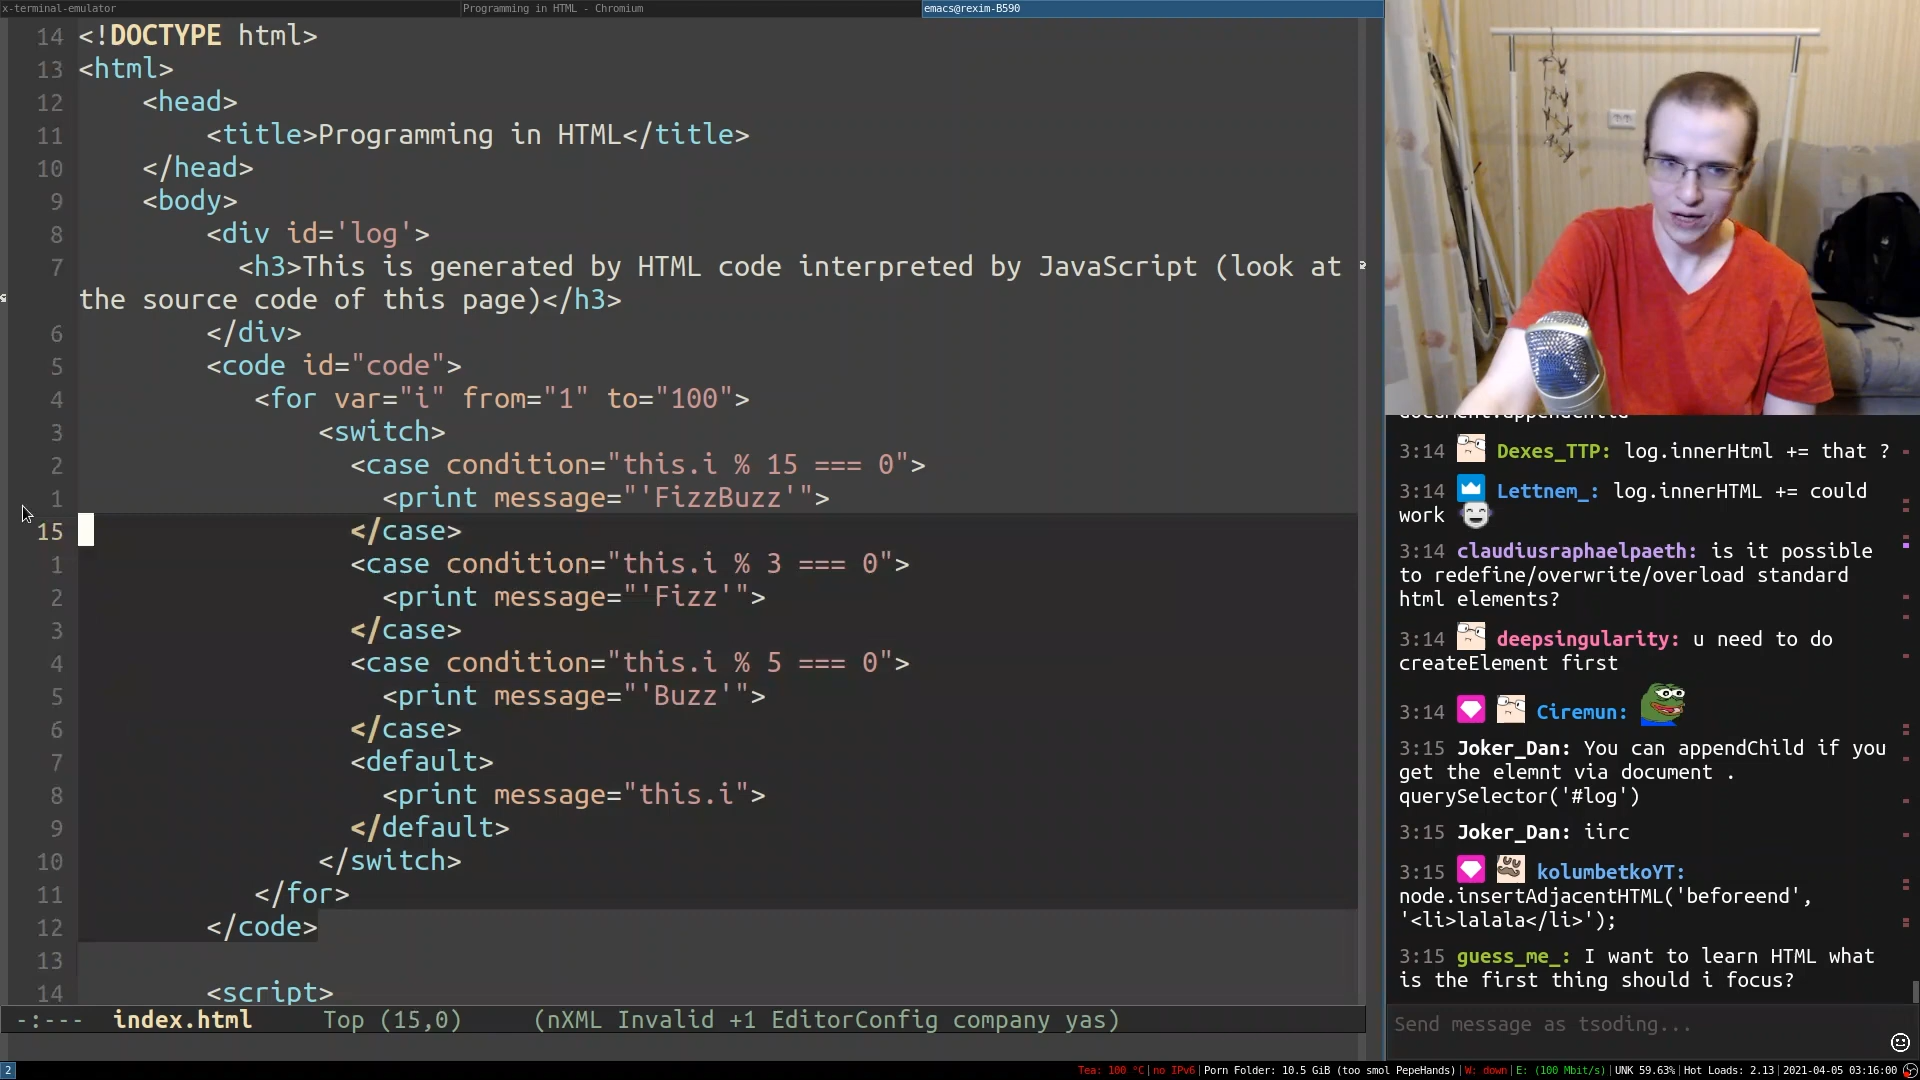 x-terminal-emulator
Programming in HTML - Chromium
emacs@rexim-B590
14 <!DOCTYPE html>
13 <html>
12 <head>
11 <title>Programming in HTML</title>
10 </head>
9 <body>
8 <div id='log'>
7 <h3>This is generated by HTML code interpreted by JavaScript (look at
the source code of this page)</h3>
6 </div>
5 <code id="code">
4 <for var="i" from="1" to="100">
3 <switch>
2 <case condition="this.i % 15 === 0">
1 <print message="'FizzBuzz'">
15 </case>
1 <case condition="this.i % 3 === 0">
2 <print message="'Fizz'">
3 </case>
4 <case condition="this.i % 5 === 0">
5 <print message="'Buzz'">
6 </case>
7 <default>
8 <print message="this.i">
9 </default>
10 </switch>
11 </for>
12 </code>
13
14 <script>
-:--- index.html Top (15,0) (nXML Invalid +1 EditorConfig company yas)
3:14 Dexes_TTP: log.innerHtml += that ?
3:14 Lettnem_: log.innerHTML += could
work
3:14 claudiusraphaelpaeth: is it possible
to redefine/overwrite/overload standard
html elements?
3:14 deepsingularity: u need to do
createElement first
3:14 Ciremun:
3:15 Joker_Dan: You can appendChild if you
get the elemnt via document .
querySelector('#log')
3:15 Joker_Dan: iirc
3:15 kolumbetkoYT:
node.insertAdjacentHTML('beforeend',
'<li>lalala</li>');
3:15 guess_me_: I want to learn HTML what
is the first thing should i focus?
Send message as tsoding...
2
Tea: 100 °C | no IPv6 | Porn Folder: 10.5 GiB (too smol PepeHands) | W: down | E: (100 Mbit/s) | UNK 59.63% | Hot Loads: 2.13 | 2021-04-05 03:16:00